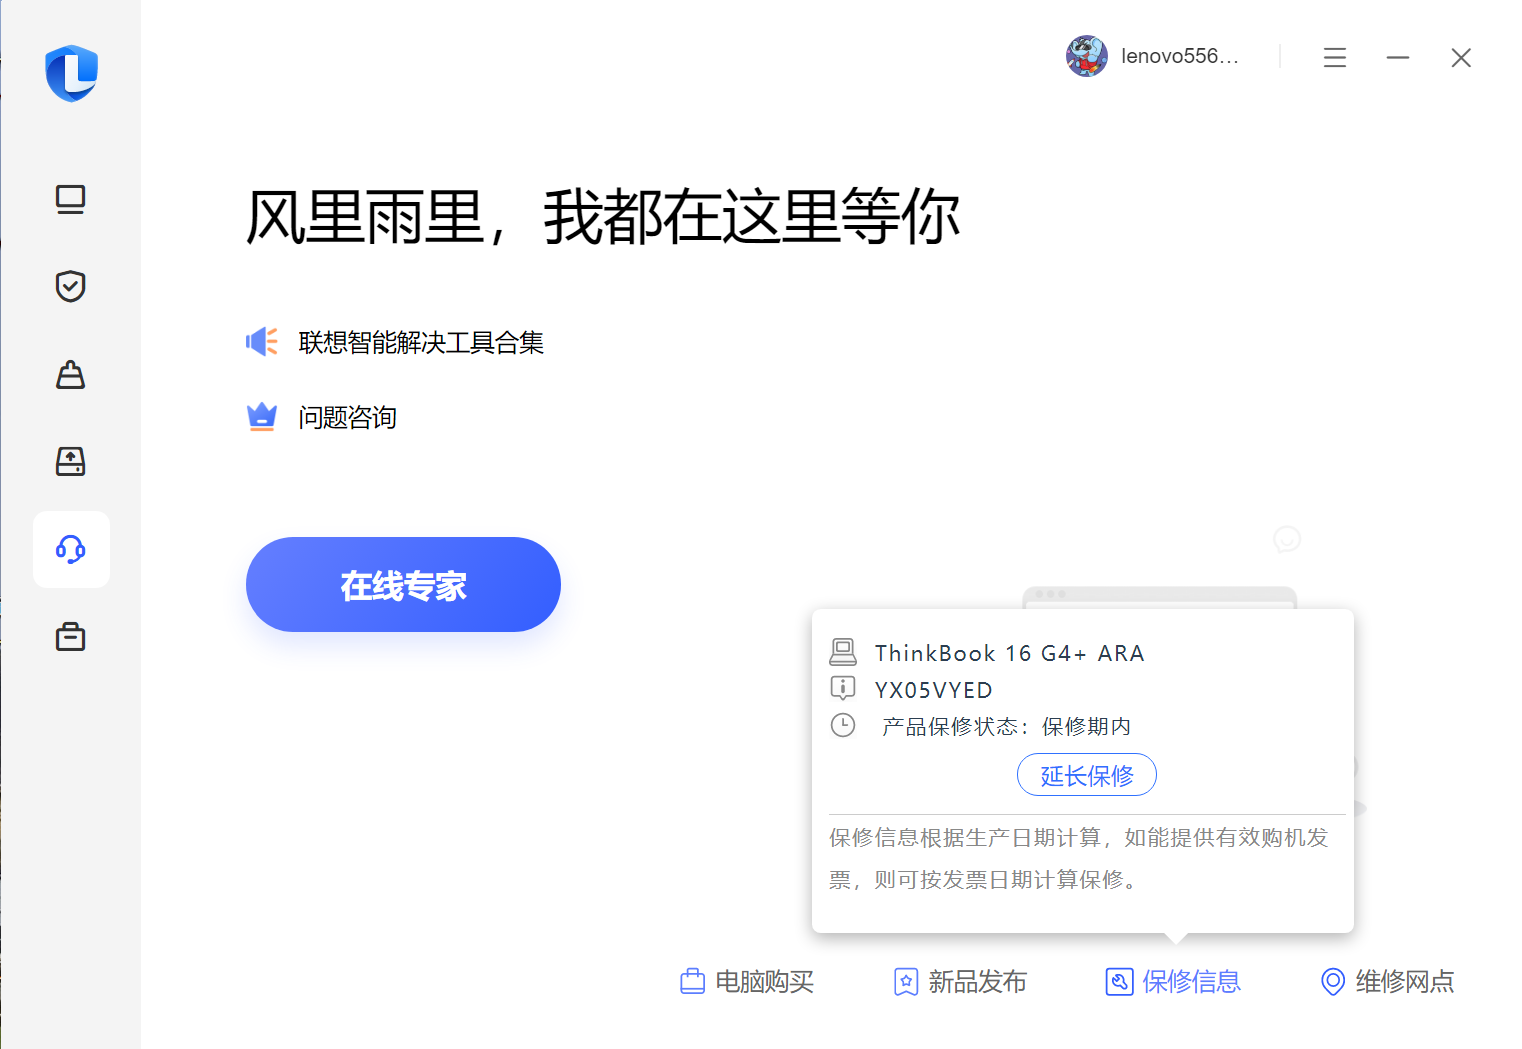 lenovo556...
风里雨里，我都在这里等你
联想智能解决工具合集
问题咨询
在线专家
ThinkBook 16 G4+ ARA
YX05VYED
产品保修状态：保修期内
延长保修
保修信息根据生产日期计算，如能提供有效购机发
票，则可按发票日期计算保修。
电脑购买
新品发布
保修信息
维修网点